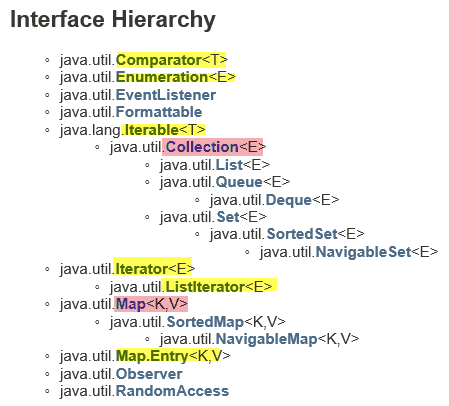 Interface Hierarchy
java.util.Comparator<T>
java.util.Enumeration<E>
java.util.EventListener
java.util.Formattable
java.lang.Iterable<T>
java.util.Collection<E>
java.util.List<E>
java.util.Queue<E>
java.util.Deque<E>
java.util.Set<E>
java.util.SortedSet<E>
java.util.NavigableSet<E>
java.util.Iterator<E>
java.util.ListIterator<E>
java.util.Map<K,V>
java.util.SortedMap<K,V>
java.util.NavigableMap<K,V>
java.util.Map.Entry<K,V>
java.util.Observer
java.util.RandomAccess